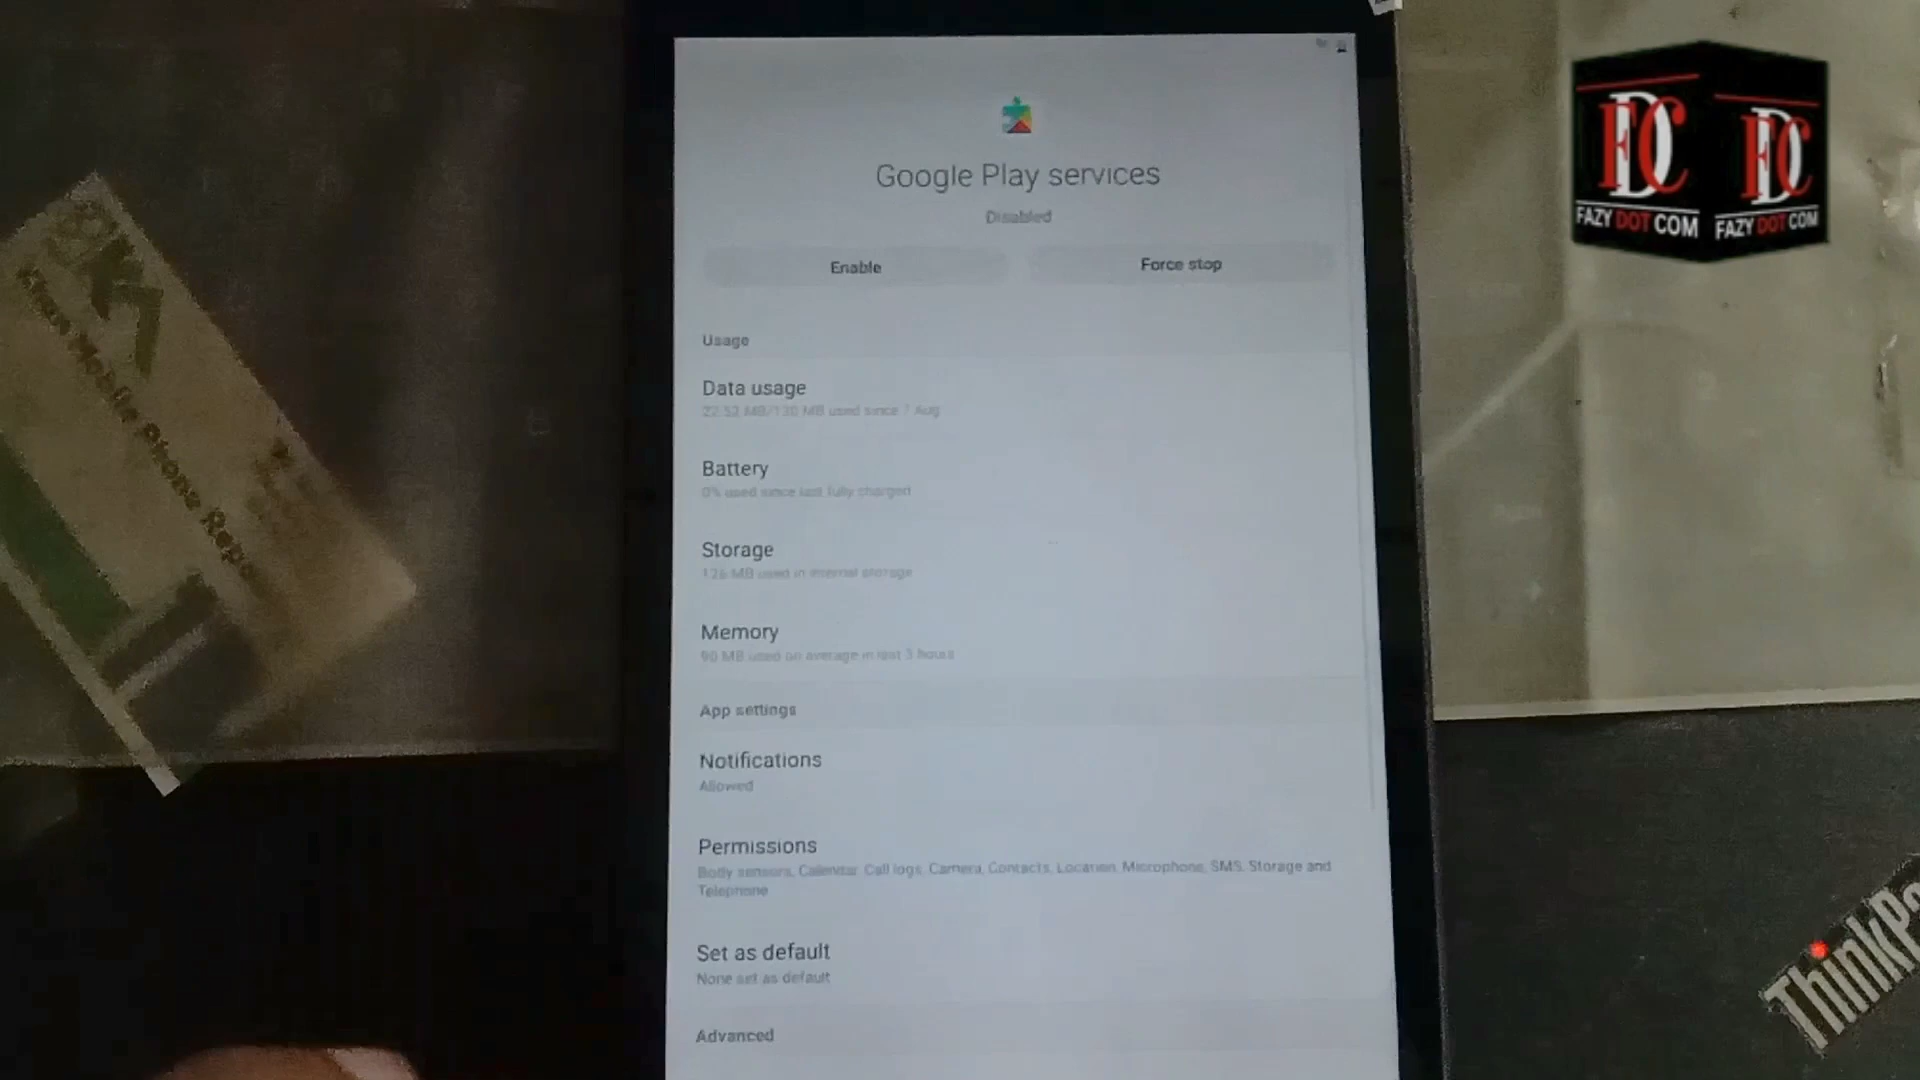 Google Play services
Disabled
Enable
Force stop
Usage
Data usage
22.52 MB/130 MB used since 7 Aug
Battery
0% used since last fully charged
Storage
126 MB used in internal storage
Memory
90 MB used on average in last 3 hours
App settings
Notifications
Allowed
Permissions
Body sensors, Calendar, Call logs, Camera, Contacts, Location, Microphone, SMS, Storage and
Telephone
Set as default
None set as default
Advanced
FDC
FAZY DOT COM
FDC
FAZY DOT COM
Mobile Phone
ThinkPa